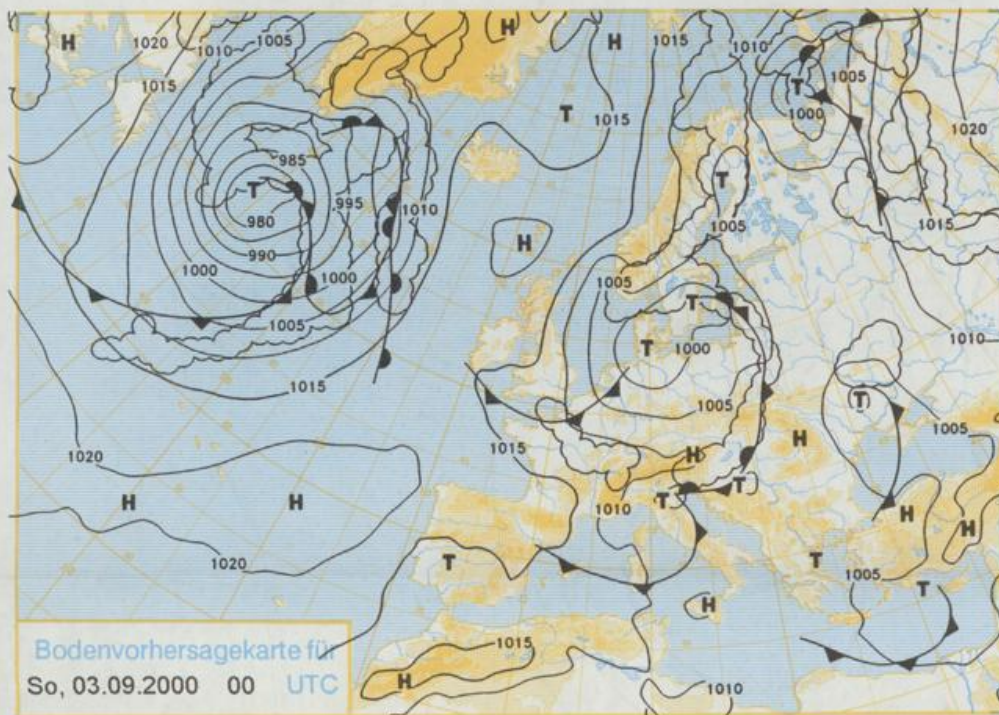 H 1020 1010 1005 H H 1015 1010
1015 T 1015 T 1005 1000 1020
985 T 980 995 1010 T 1005 1015
990 H
1000 1000 1005
1005 T T 1000 1010
1015 1005 T
1020 1015 H H 1005
H H 1010 T T H H
1020 T T 1005 T
H
1015 H 1010
Bodenvorhersagekarte für
So, 03.09.2000 00 UTC